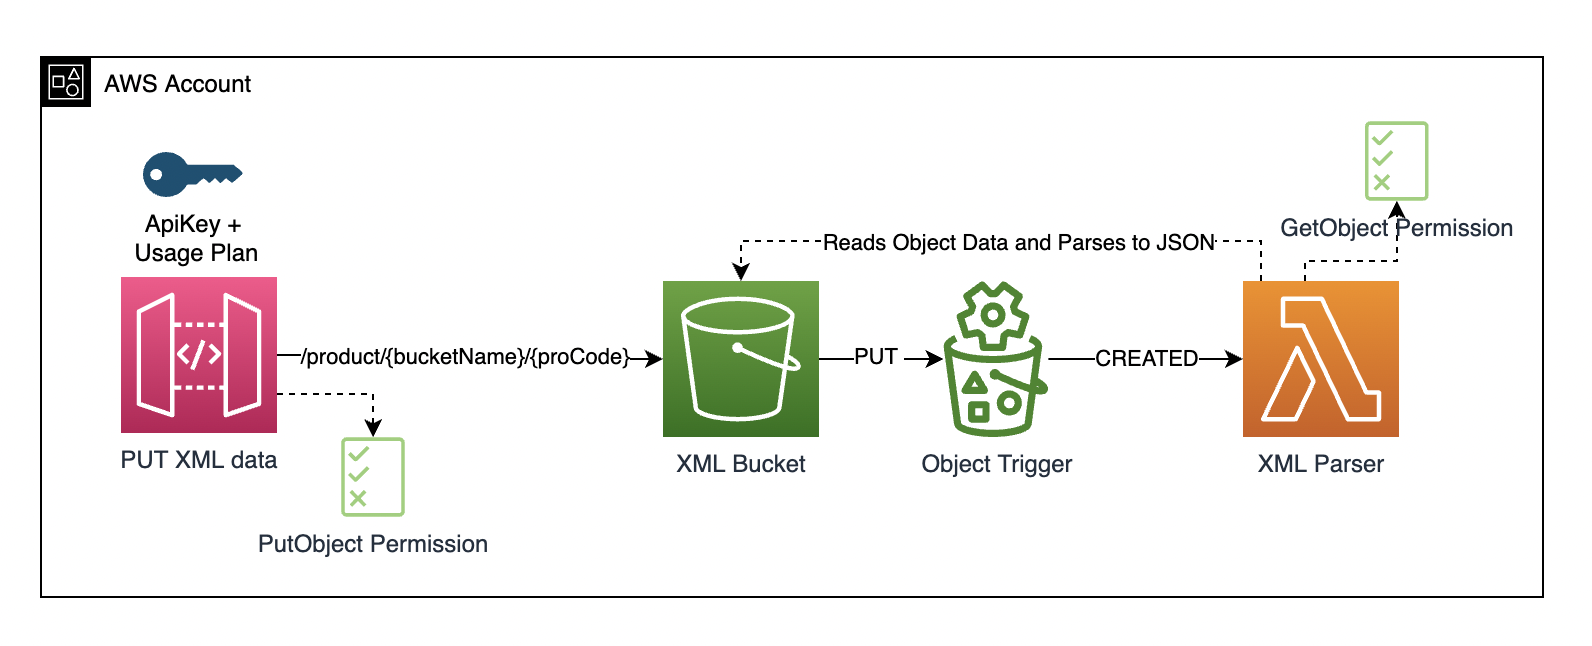 AWS Account
ApiKey +
Usage Plan
GetObject Permission
Reads Object Data and Parses to JSON
/product/{bucketName}/{proCode}
PUT
CREATED
PUT XML data
XML Bucket
Object Trigger
XML Parser
PutObject Permission